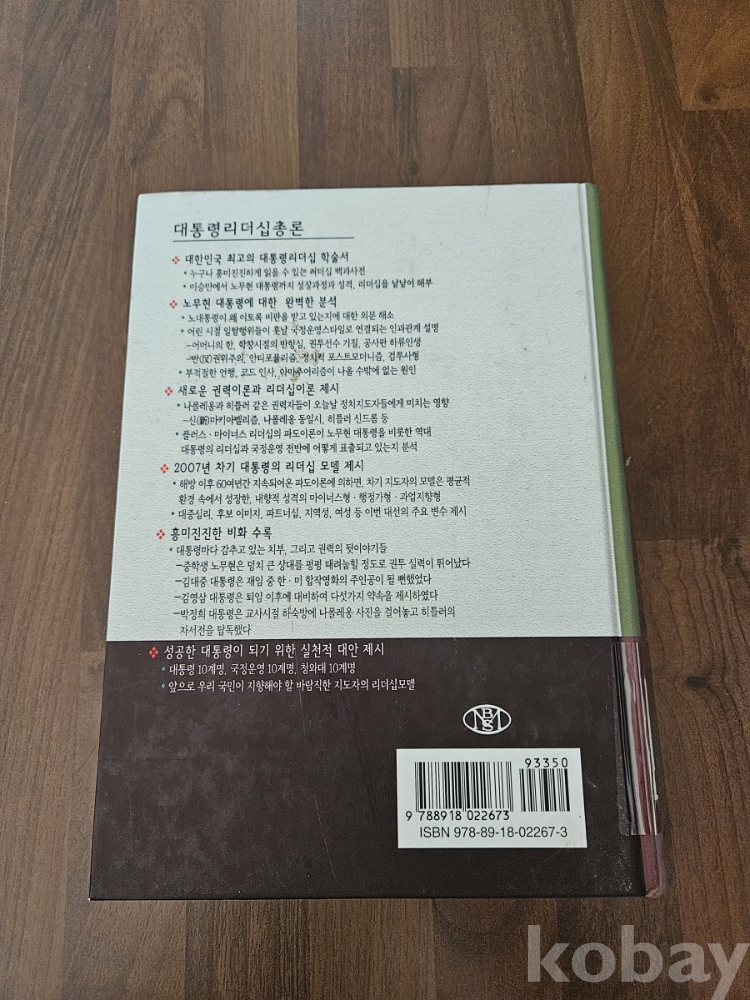 대통령리더십총론
❖ 대한민국 최고의 대통령리더십 학술서
• 누구나 흥미진진하게 읽을 수 있는 리더십 백과사전
• 이승만에서 노무현 대통령까지 성장과정과 성격, 리더십을 낱낱이 해부
❖ 노무현 대통령에 대한 완벽한 분석
• 노대통령이 왜 이토록 비판을 받고 있는지에 대한 의문 해소
• 어린 시절 일탈행위들이 훗날 국정운영스타일로 연결되는 인과관계 설명
–어머니의 한, 학창시절의 반항심, 권투선수 기질, 공사판 하류인생
–반(反)권위주의, 안티포퓰리즘, 정치적 포스트모더니즘, 검투사형
• 부적절한 언행, 코드 인사, 아마추어리즘이 나올 수밖에 없는 원인
❖ 새로운 권력이론과 리더십이론 제시
• 나폴레옹과 히틀러 같은 권력자들이 오늘날 정치지도자들에게 미치는 영향
–신(新)마키아벨리즘, 나폴레옹 동일시, 히틀러 신드롬 등
• 플러스 · 마이너스 리더십의 파도이론이 노무현 대통령을 비롯한 역대
대통령의 리더십과 국정운영 전반에 어떻게 표출되고 있는지 분석
❖ 2007년 차기 대통령의 리더십 모델 제시
• 해방 이후 60여년간 지속되어온 파도이론에 의하면, 차기 지도자의 모델은 평균적
환경 속에서 성장한, 내향적 성격의 마이너스형 · 행정가형 · 과업지향형
• 대중심리, 후보 이미지, 파트너십, 지역성, 여성 등 이번 대선의 주요 변수 제시
❖ 흥미진진한 비화 수록
• 대통령마다 감추고 있는 치부, 그리고 권력의 뒷이야기들
–중학생 노무현은 덩치 큰 상대를 펑펑 때려눕힐 정도로 권투 실력이 뛰어났다
–김대중 대통령은 재임 중 한 · 미 합작영화의 주인공이 될 뻔했었다
–김영삼 대통령은 퇴임 이후에 대비하여 다섯가지 약속을 제시하였다
–박정희 대통령은 교사시절 하숙방에 나폴레옹 사진을 걸어놓고 히틀러의
자서전을 탐독했다
❖ 성공한 대통령이 되기 위한 실천적 대안 제시
• 대통령 10계명, 국정운영 10계명, 청와대 10계명
• 앞으로 우리 국민이 지향해야 할 바람직한 지도자의 리더십모델
93350
9 788918 022673
ISBN 978-89-18-02267-3
kobay